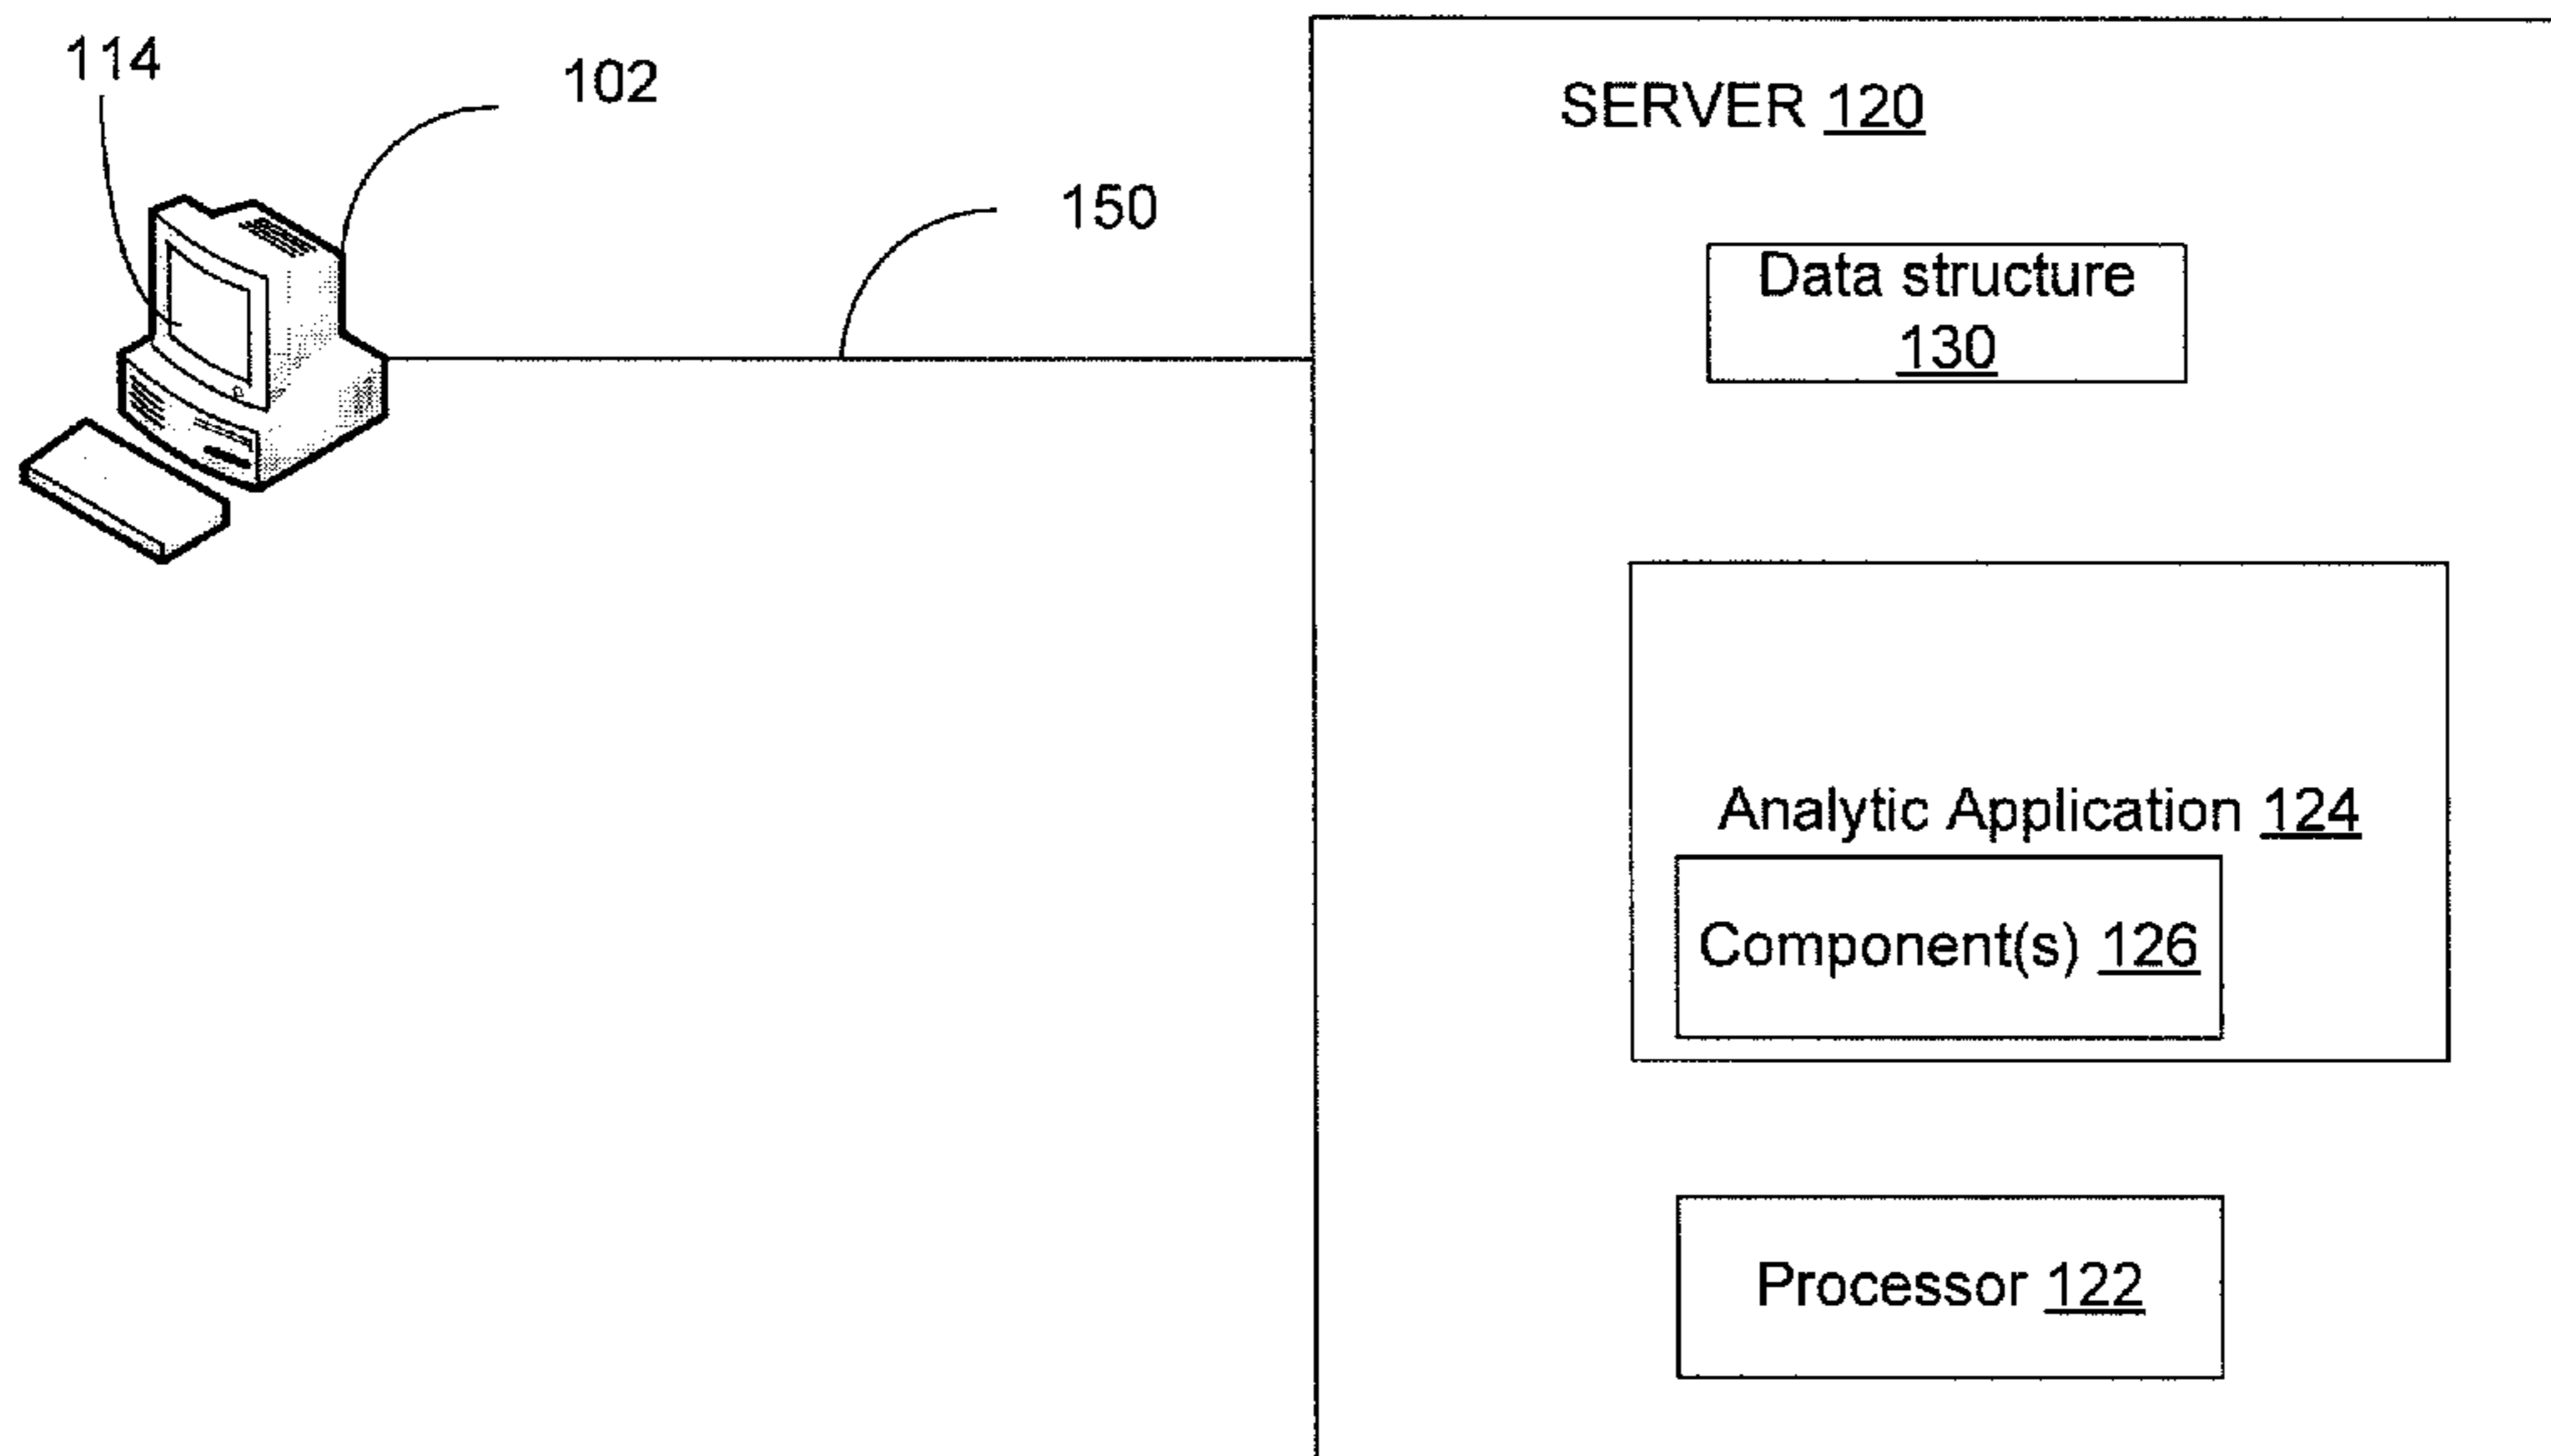 114
102
150
SERVER 120
Data structure
130
Analytic Application 124
Component(s) 126
Processor 122